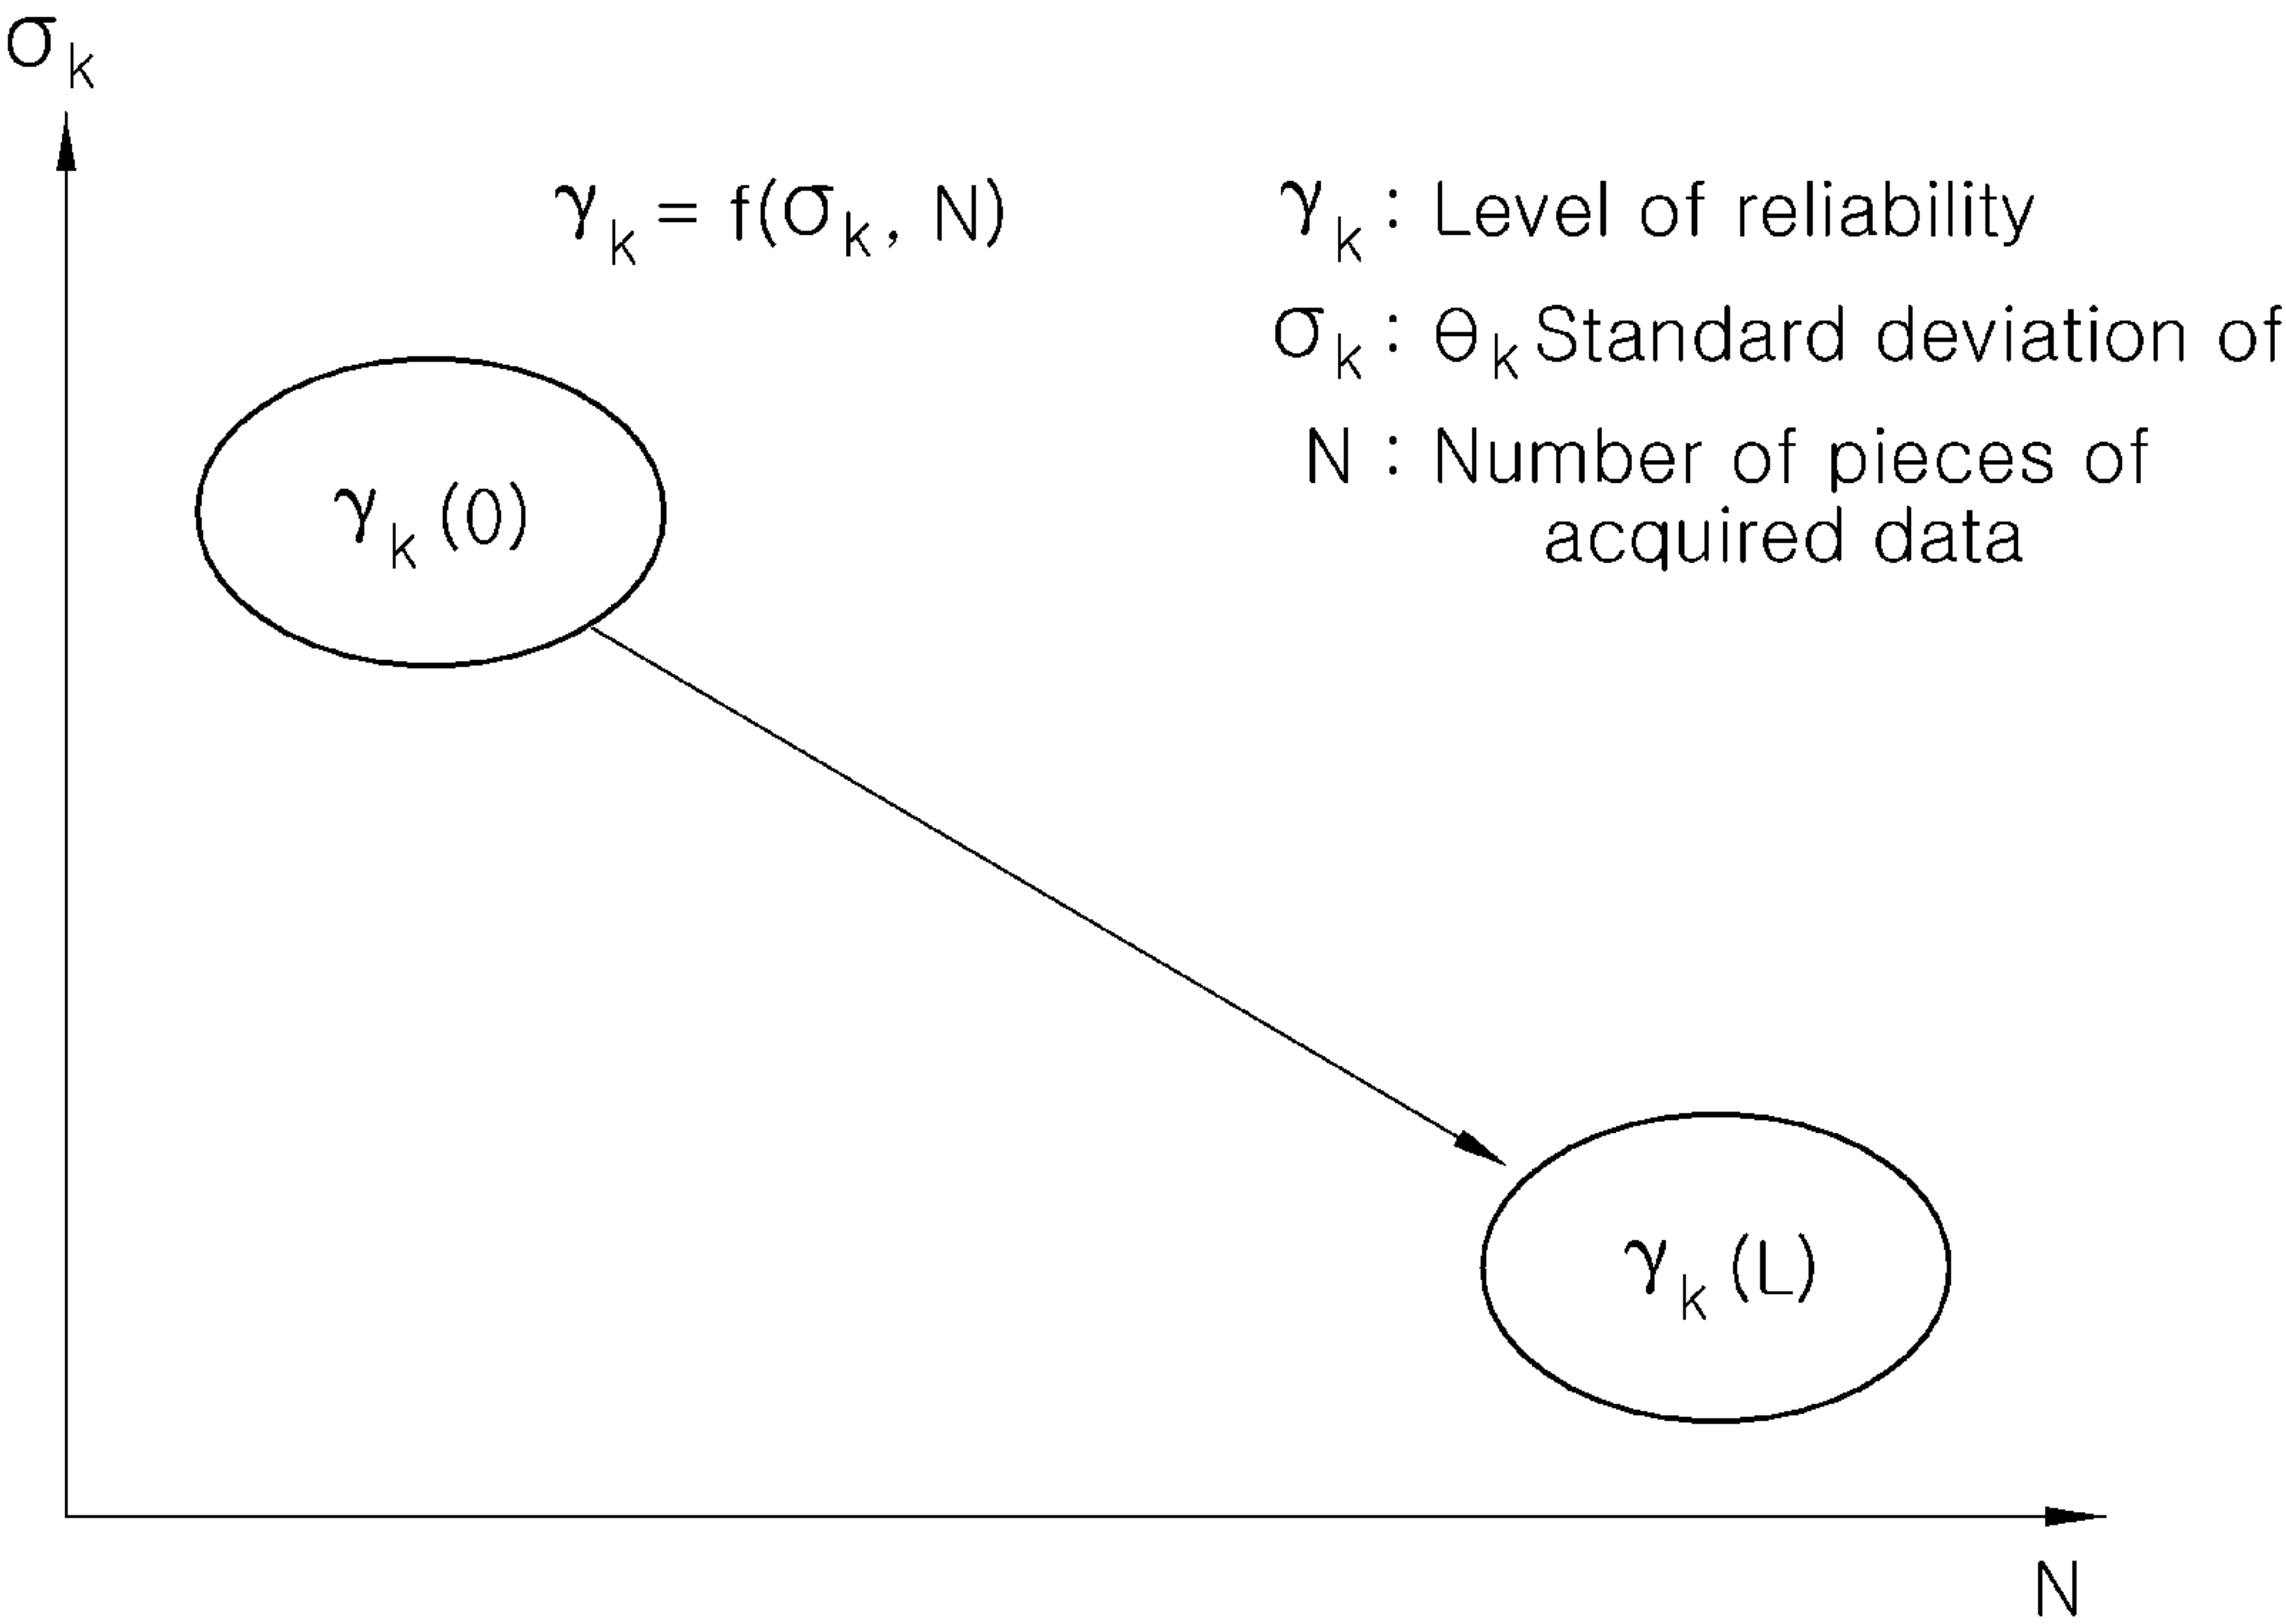 σk
γk = f(σk, N)
γk : Level of reliability
σk : θk Standard deviation of
N : Number of pieces of
acquired data
γk (0)
γk (L)
N